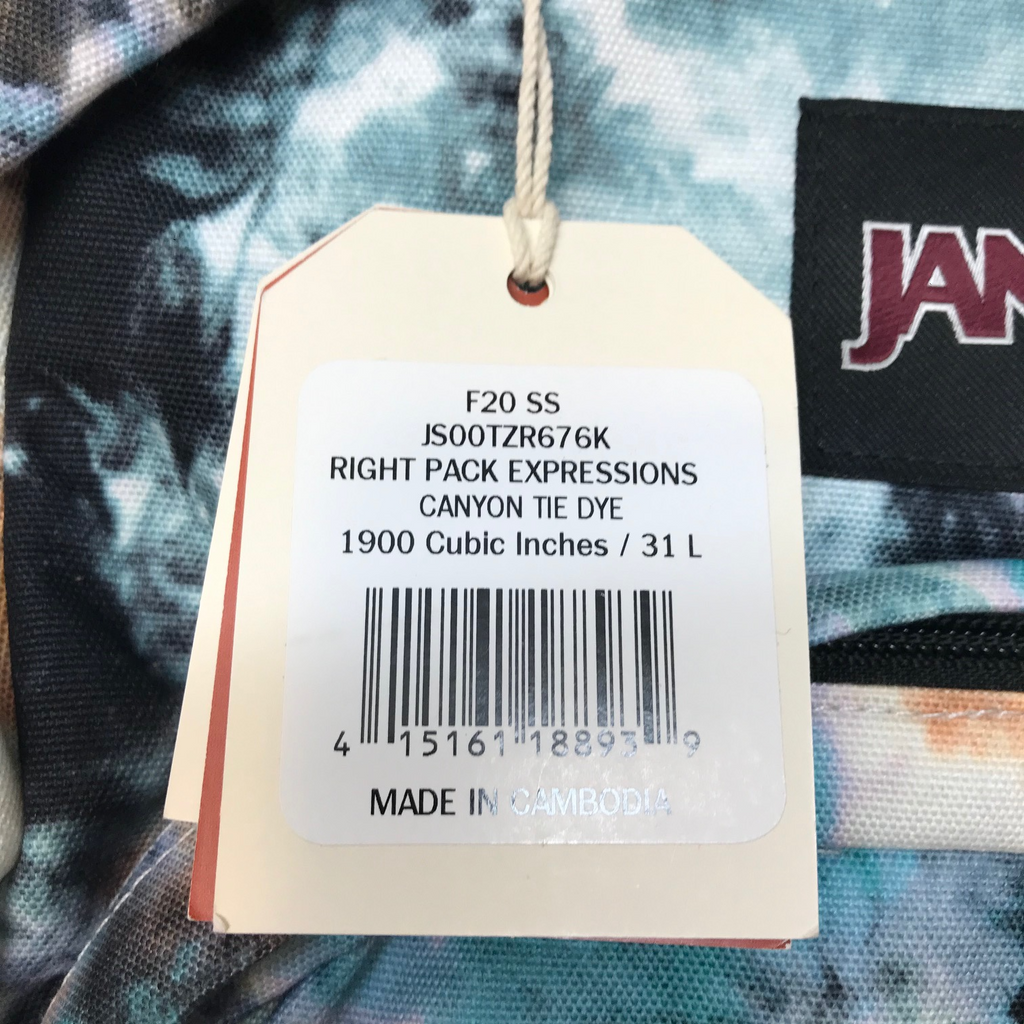 F20 SS
JS00TZR676K
RIGHT PACK EXPRESSIONS
CANYON TIE DYE
1900 Cubic Inches / 31 L
4 15161 18893 9
MADE IN CAMBODIA
JAN